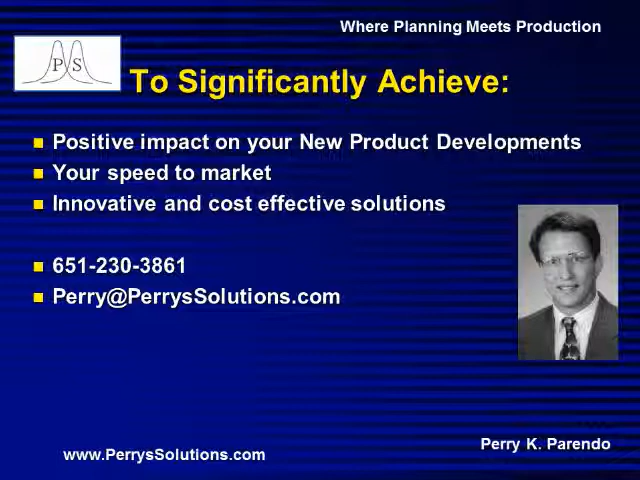 Where Planning Meets Production
P S
To Significantly Achieve:
Positive impact on your New Product Developments
Your speed to market
Innovative and cost effective solutions
651-230-3861
Perry@PerrysSolutions.com
Perry K. Parendo
www.PerrysSolutions.com